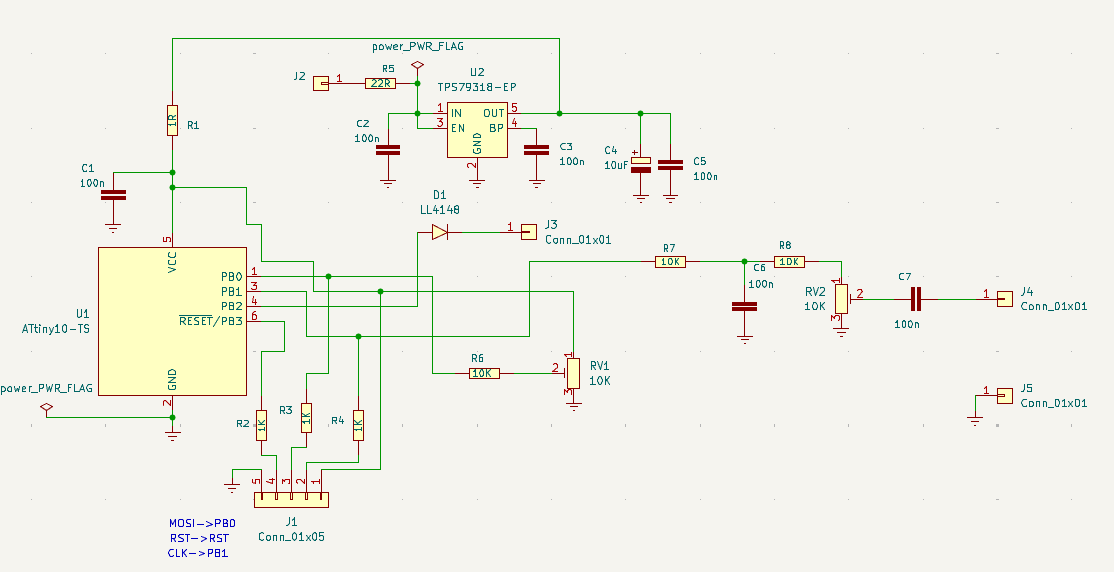 power_PWR_FLAG
J2
1
R5
22R
U2
TPS79318-EP
1
IN
OUT
5
3
EN
BP
4
GND
2
R1
1R
C2
100n
C3
100n
C4
10uF
+
C5
100n
C1
100n
D1
LL4148
1
J3
Conn_01x01
5
VCC
PB0
1
PB1
3
PB2
4
RESET/PB3
6
U1
ATtiny10-TS
GND
2
power_PWR_FLAG
R7
10K
C6
100n
R8
10K
RV2
10K
1
2
3
C7
100n
1
J4
Conn_01x01
R6
10K
RV1
10K
1
2
3
1
J5
Conn_01x01
R2
1K
R3
1K
R4
1K
5
4
3
2
1
J1
Conn_01x05
MOSI->PB0
RST->RST
CLK->PB1